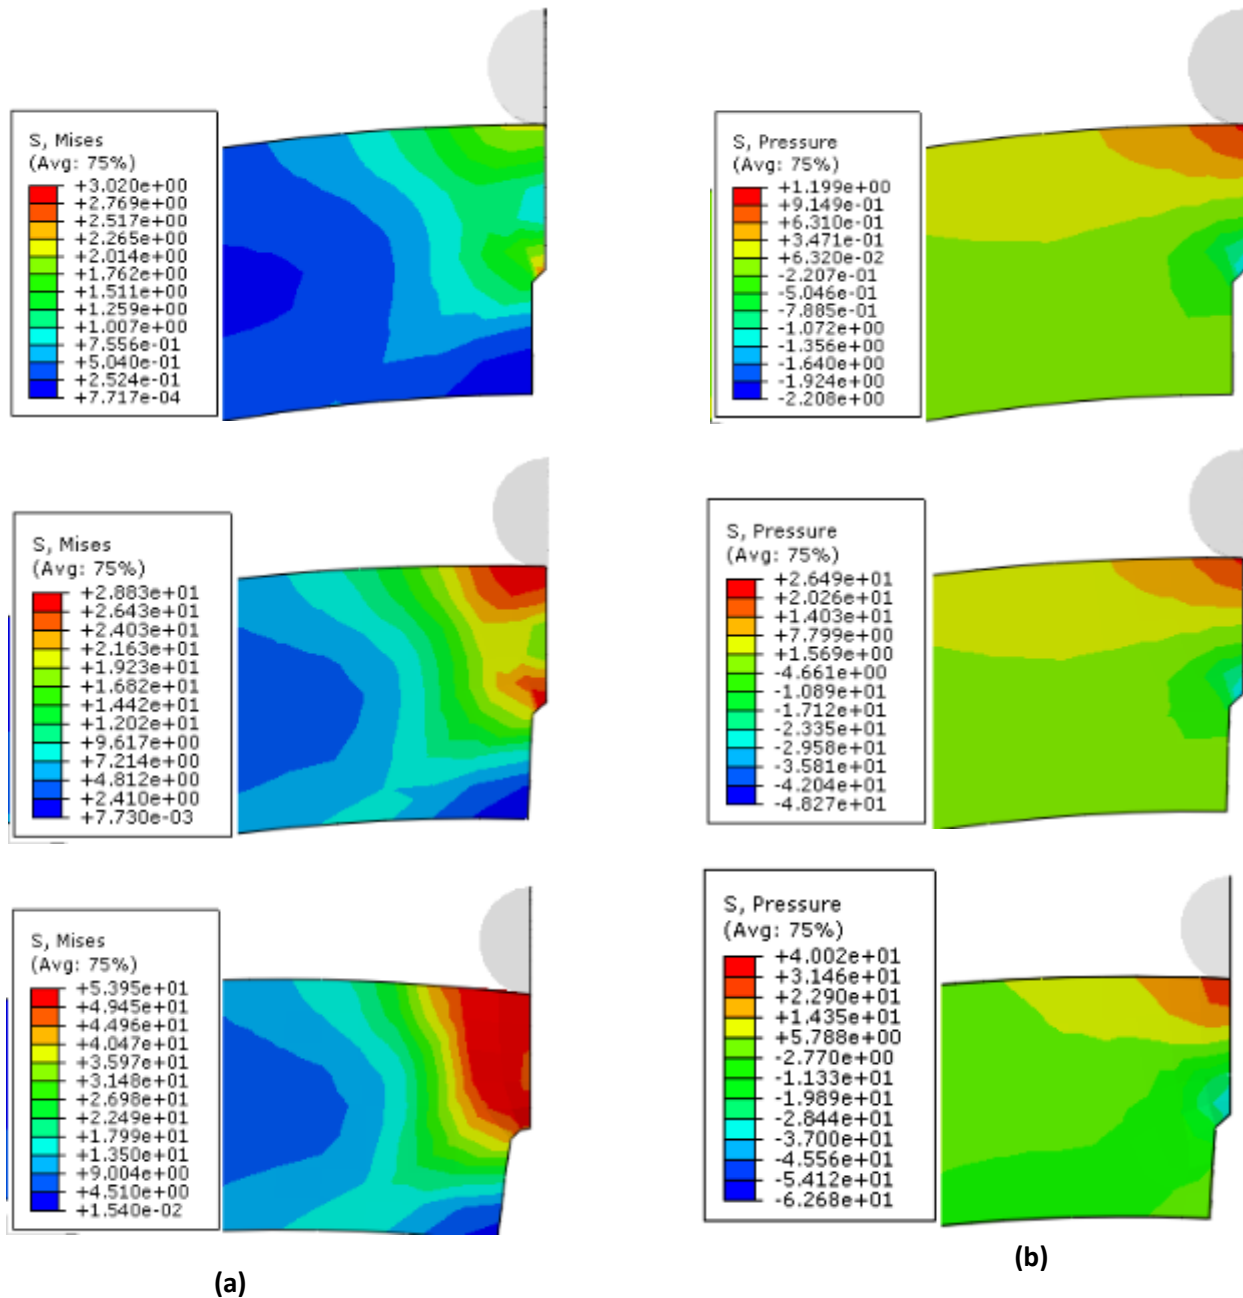 S, Mises
(Avg: 75%)
+3.020e+00
+2.769e+00
+2.517e+00
+2.265e+00
+2.014e+00
+1.762e+00
+1.511e+00
+1.259e+00
+1.007e+00
+7.556e-01
+5.040e-01
+2.524e-01
+7.717e-04
S, Pressure
(Avg: 75%)
+1.199e+00
+9.149e-01
+6.310e-01
+3.471e-01
+6.320e-02
-2.207e-01
-5.046e-01
-7.885e-01
-1.072e+00
-1.356e+00
-1.640e+00
-1.924e+00
-2.208e+00
S, Mises
(Avg: 75%)
+2.883e+01
+2.643e+01
+2.403e+01
+2.163e+01
+1.923e+01
+1.682e+01
+1.442e+01
+1.202e+01
+9.617e+00
+7.214e+00
+4.812e+00
+2.410e+00
+7.730e-03
S, Pressure
(Avg: 75%)
+2.649e+01
+2.026e+01
+1.403e+01
+7.799e+00
+1.569e+00
-4.661e+00
-1.089e+01
-1.712e+01
-2.335e+01
-2.958e+01
-3.581e+01
-4.204e+01
-4.827e+01
S, Mises
(Avg: 75%)
+5.395e+01
+4.945e+01
+4.496e+01
+4.047e+01
+3.597e+01
+3.148e+01
+2.698e+01
+2.249e+01
+1.799e+01
+1.350e+01
+9.004e+00
+4.510e+00
+1.540e-02
S, Pressure
(Avg: 75%)
+4.002e+01
+3.146e+01
+2.290e+01
+1.435e+01
+5.788e+00
-2.770e+00
-1.133e+01
-1.989e+01
-2.844e+01
-3.700e+01
-4.556e+01
-5.412e+01
-6.268e+01
(a)
(b)